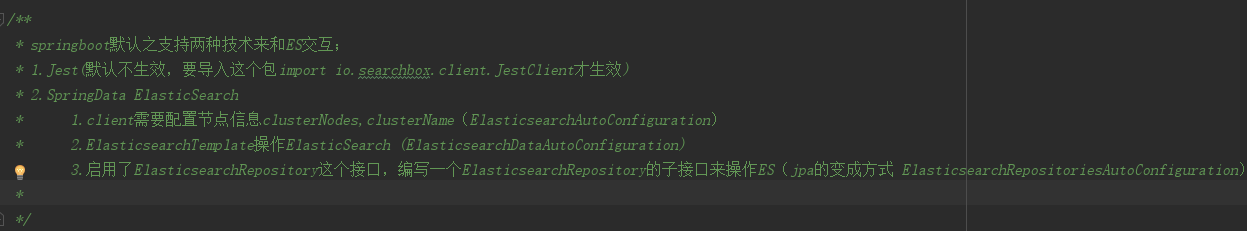 /**
* springboot默认之支持两种技术来和ES交互;
* 1.Jest(默认不生效，要导入这个包import io.searchbox.client.JestClient才生效)
* 2.SpringData ElasticSearch
* 1.client需要配置节点信息clusterNodes,clusterName（ElasticsearchAutoConfiguration）
* 2.ElasticsearchTemplate操作ElasticSearch (ElasticsearchDataAutoConfiguration)
* 3.启用了ElasticsearchRepository这个接口，编写一个ElasticsearchRepository的子接口来操作ES（jpa的变成方式 ElasticsearchRepositoriesAutoConfiguration)
*
*/